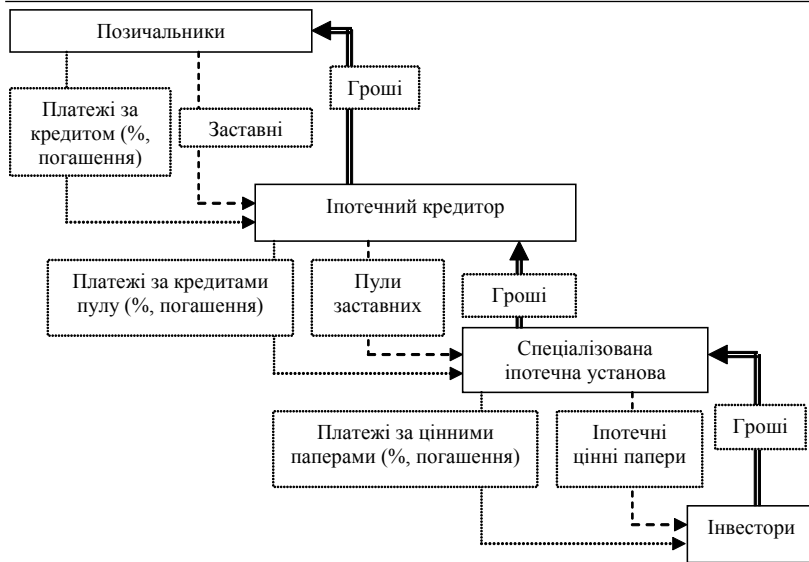 Позичальники
Гроші
Платежі за
кредитом (%,
погашення)
Заставні
Іпотечний кредитор
Платежі за кредитами
пулу (%, погашення)
Пули
заставних
Гроші
Спеціалізована
іпотечна установа
Платежі за цінними
паперами (%, погашення)
Іпотечні
цінні папери
Гроші
Інвестори